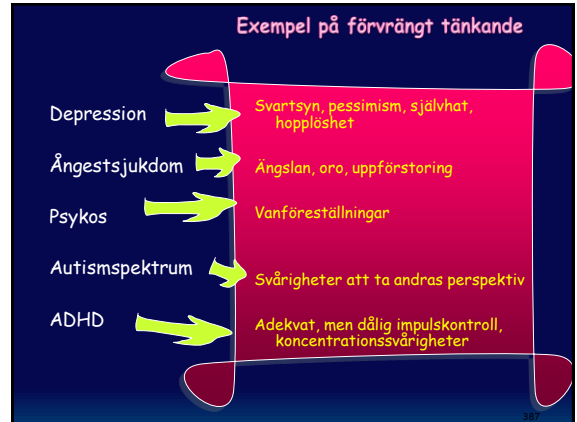 Exempel på förvrängt tänkande
Depression
Svartsyn, pessimism, självhat,
hopplöshet
Ångestsjukdom
Ängslan, oro, uppförstoring
Psykos
Vanföreställningar
Autismspektrum
Svårigheter att ta andras perspektiv
ADHD
Adekvat, men dålig impulskontroll,
koncentrationssvårigheter
387